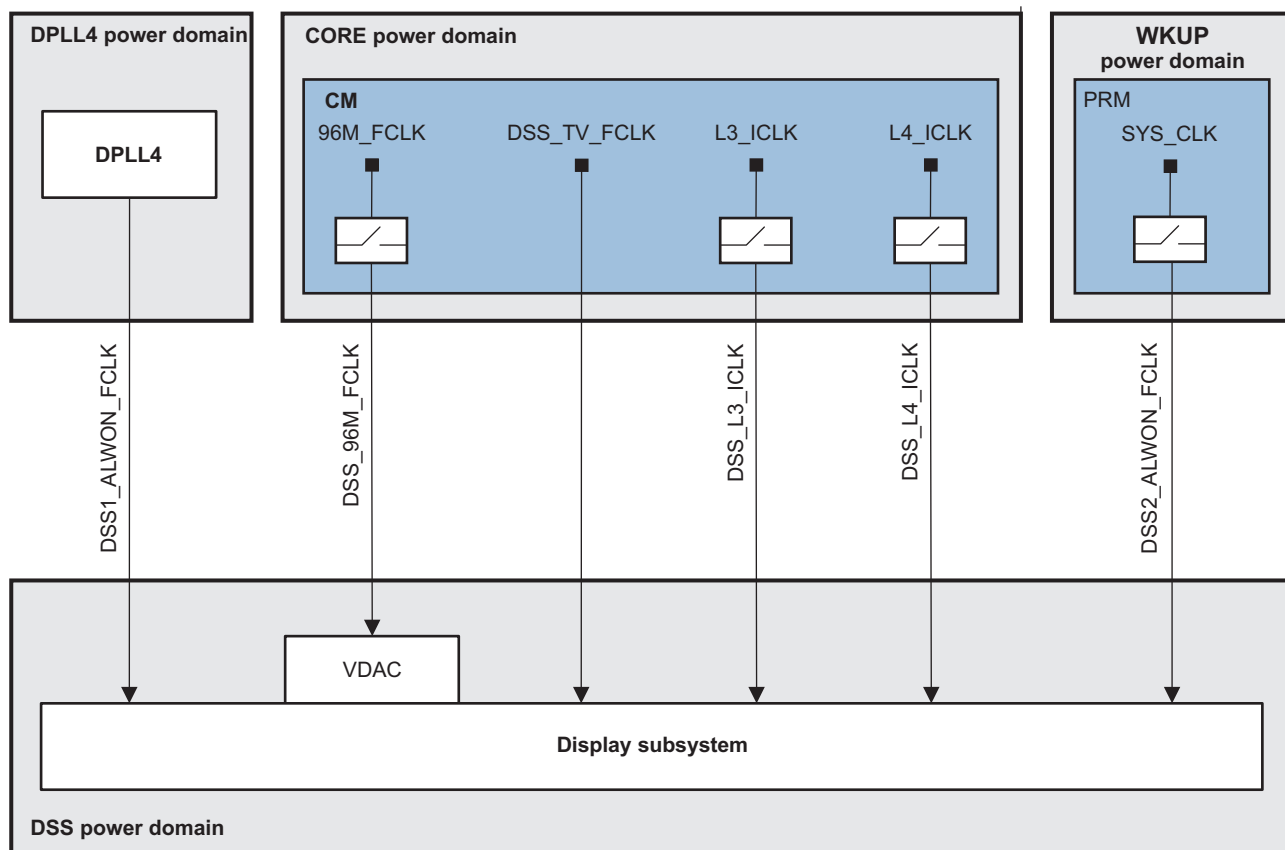 DPLL4 power domain
DPLL4
CORE power domain
CM
96M_FCLK
DSS_TV_FCLK
L3_ICLK
L4_ICLK
WKUP
power domain
PRM
SYS_CLK
DSS1_ALWON_FCLK
DSS_96M_FCLK
DSS_L3_ICLK
DSS_L4_ICLK
DSS2_ALWON_FCLK
VDAC
Display subsystem
DSS power domain